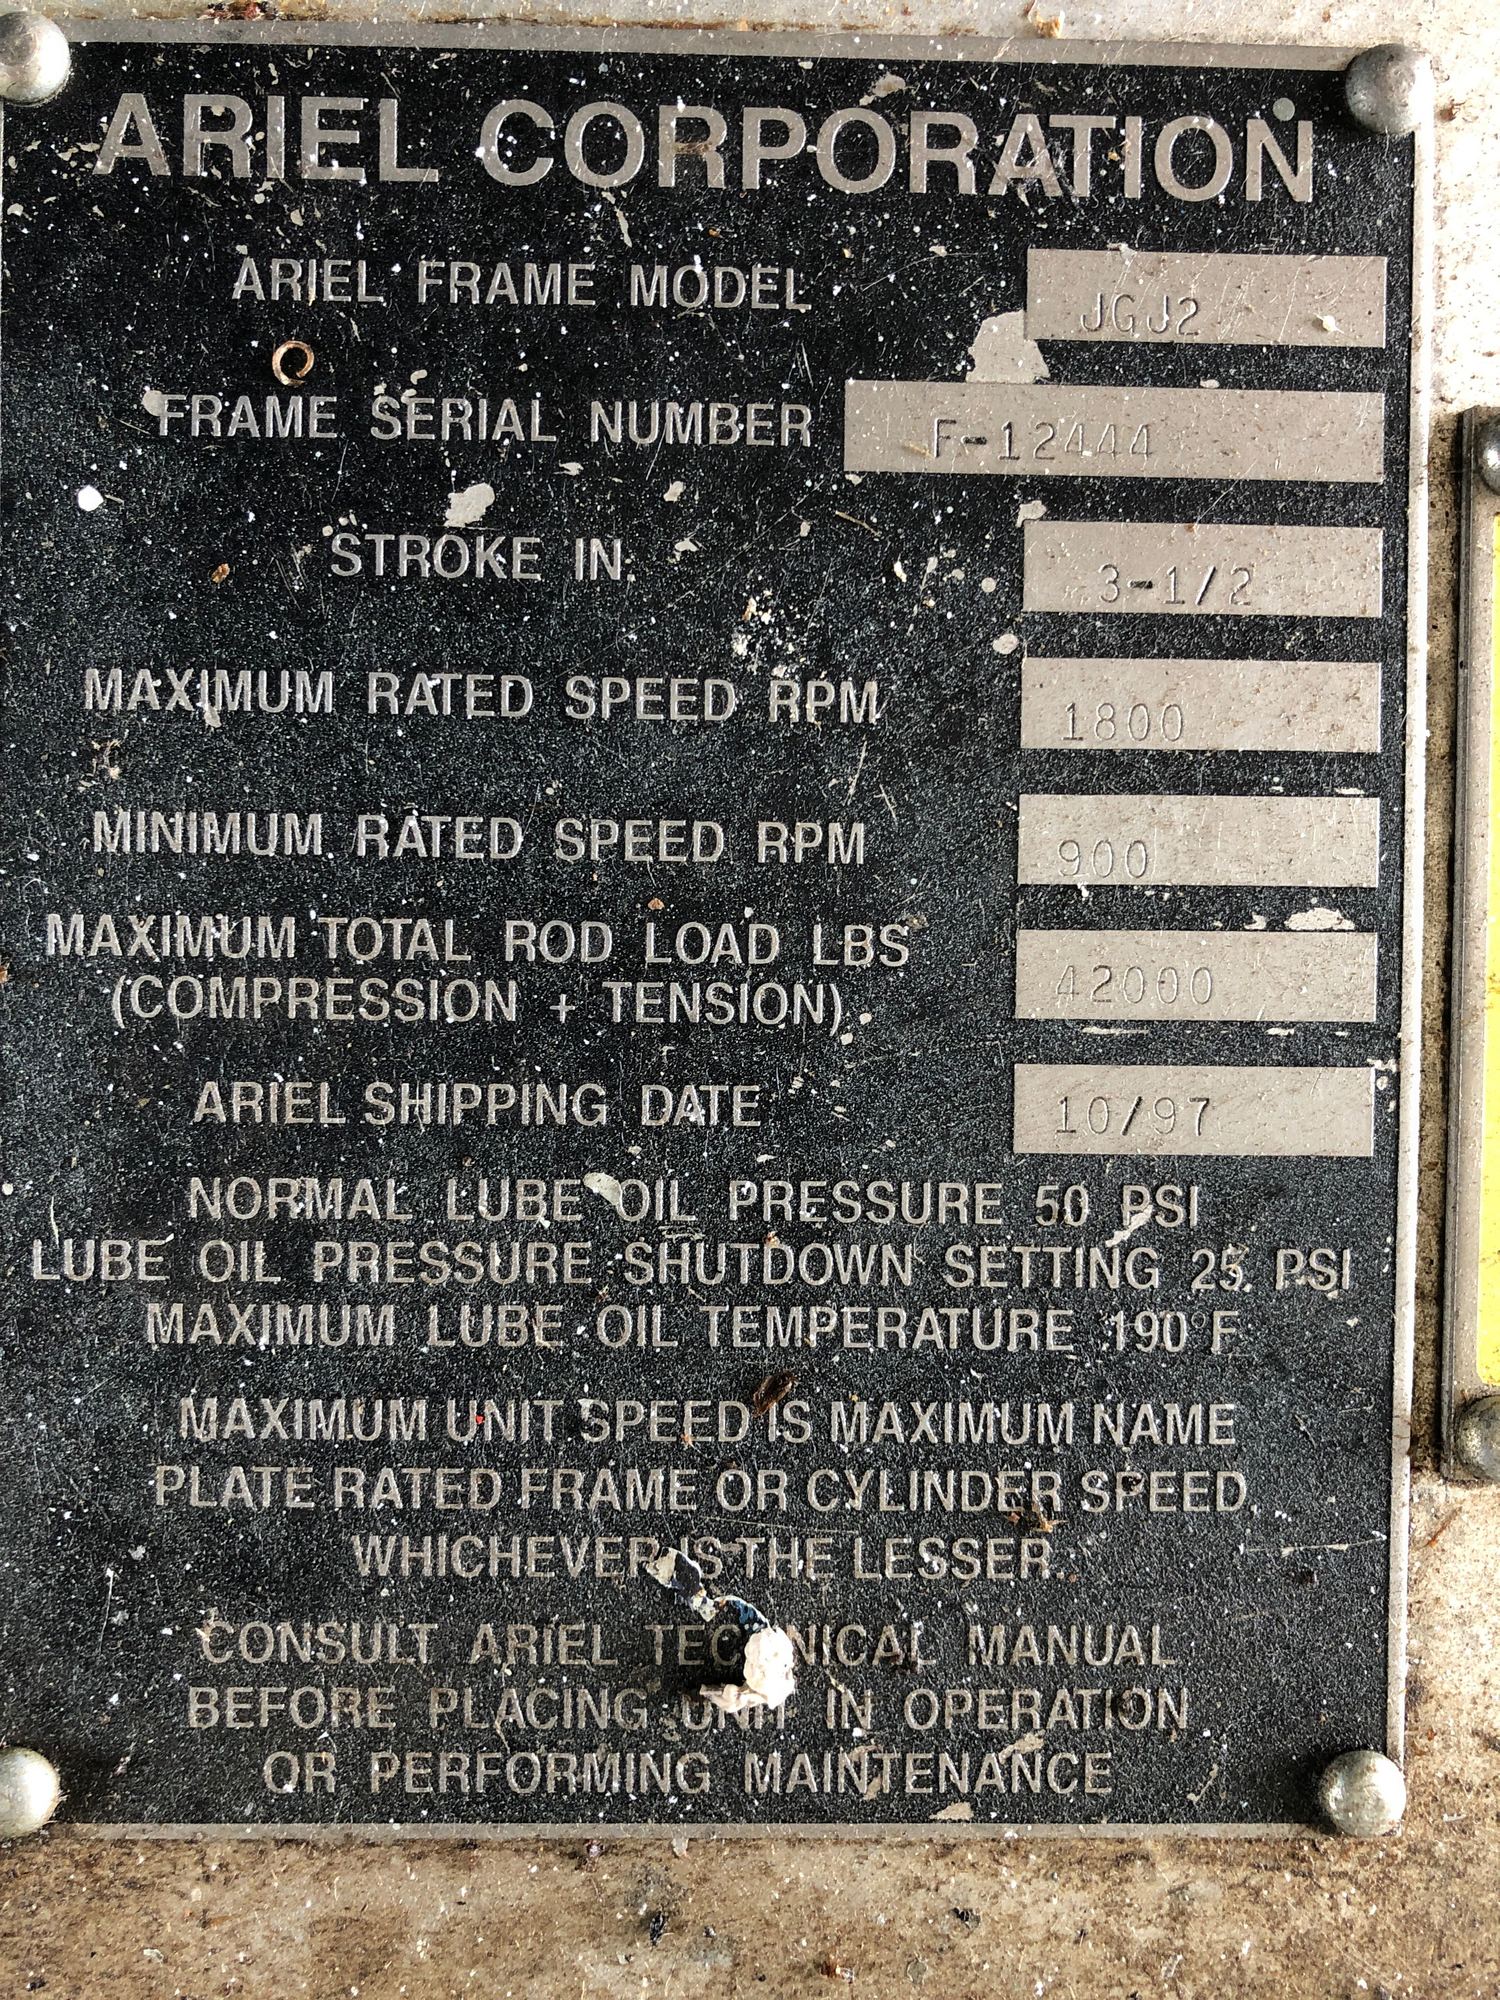 ARIEL CORPORATION
ARIEL FRAME MODEL JGJ2
FRAME SERIAL NUMBER F-12444
STROKE IN. 3-1/2
MAXIMUM RATED SPEED RPM 1800
MINIMUM RATED SPEED RPM 900
MAXIMUM TOTAL ROD LOAD LBS
(COMPRESSION + TENSION) 42000
ARIEL SHIPPING DATE 10/97
NORMAL LUBE OIL PRESSURE 50 PSI
LUBE OIL PRESSURE SHUTDOWN SETTING 25 PSI
MAXIMUM LUBE OIL TEMPERATURE 190°F
MAXIMUM UNIT SPEED IS MAXIMUM NAME
PLATE RATED FRAME OR CYLINDER SPEED,
WHICHEVER IS THE LESSER.
CONSULT ARIEL TECHNICAL MANUAL
BEFORE PLACING UNIT IN OPERATION
OR PERFORMING MAINTENANCE